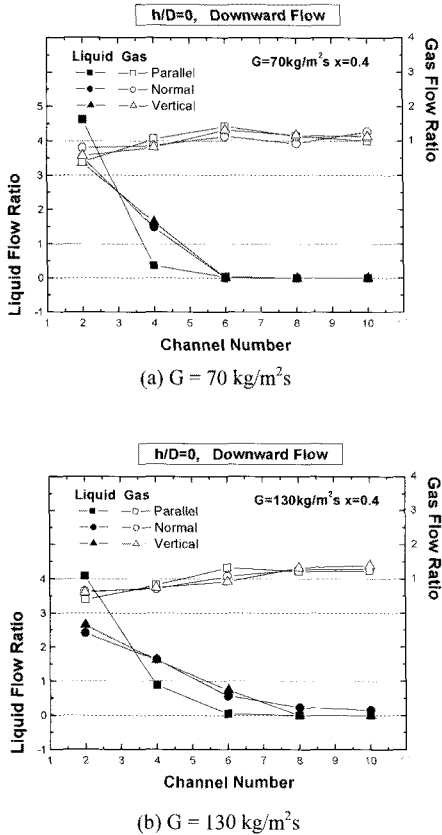 h/D=0, Downward Flow
Liquid Gas G=70kg/m²s x=0.4
Parallel
Normal
Vertical
4
3
2
1
5
4
3
2
1
0
-1
Liquid Flow Ratio
Gas Flow Ratio
1 2 3 4 5 6 7 8 9 10
Channel Number
(a) G = 70 kg/m²s
h/D=0, Downward Flow
Liquid Gas G=130kg/m²s x=0.4
Parallel
Normal
Vertical
4
3
2
1
4
3
2
1
0
-1
Liquid Flow Ratio
Gas Flow Ratio
2 3 4 5 6 7 8 9 10
Channel Number
(b) G = 130 kg/m²s